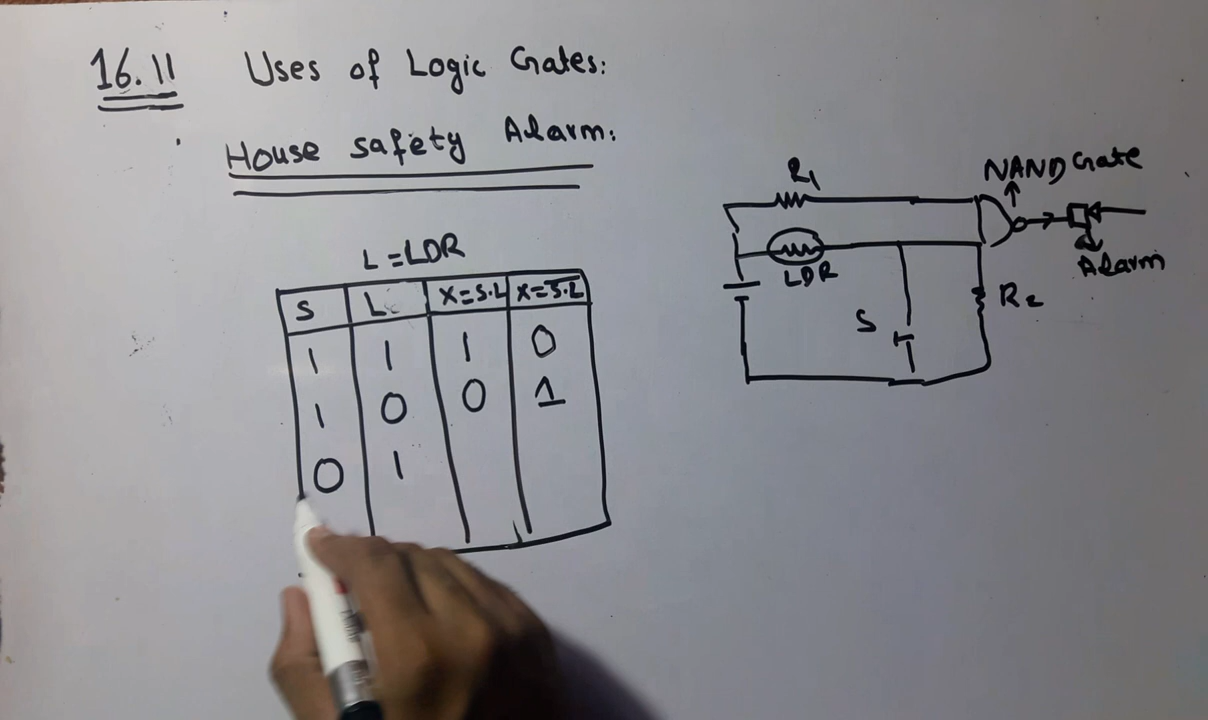 16.11 Uses of Logic Gates:
House safety Alarm:
L = LDR
S L X=S.L X=\overline{S.L}
1 1 1 0
1 0 0 1
0 1
R1
NAND Gate
LDR
Alarm
S
R2